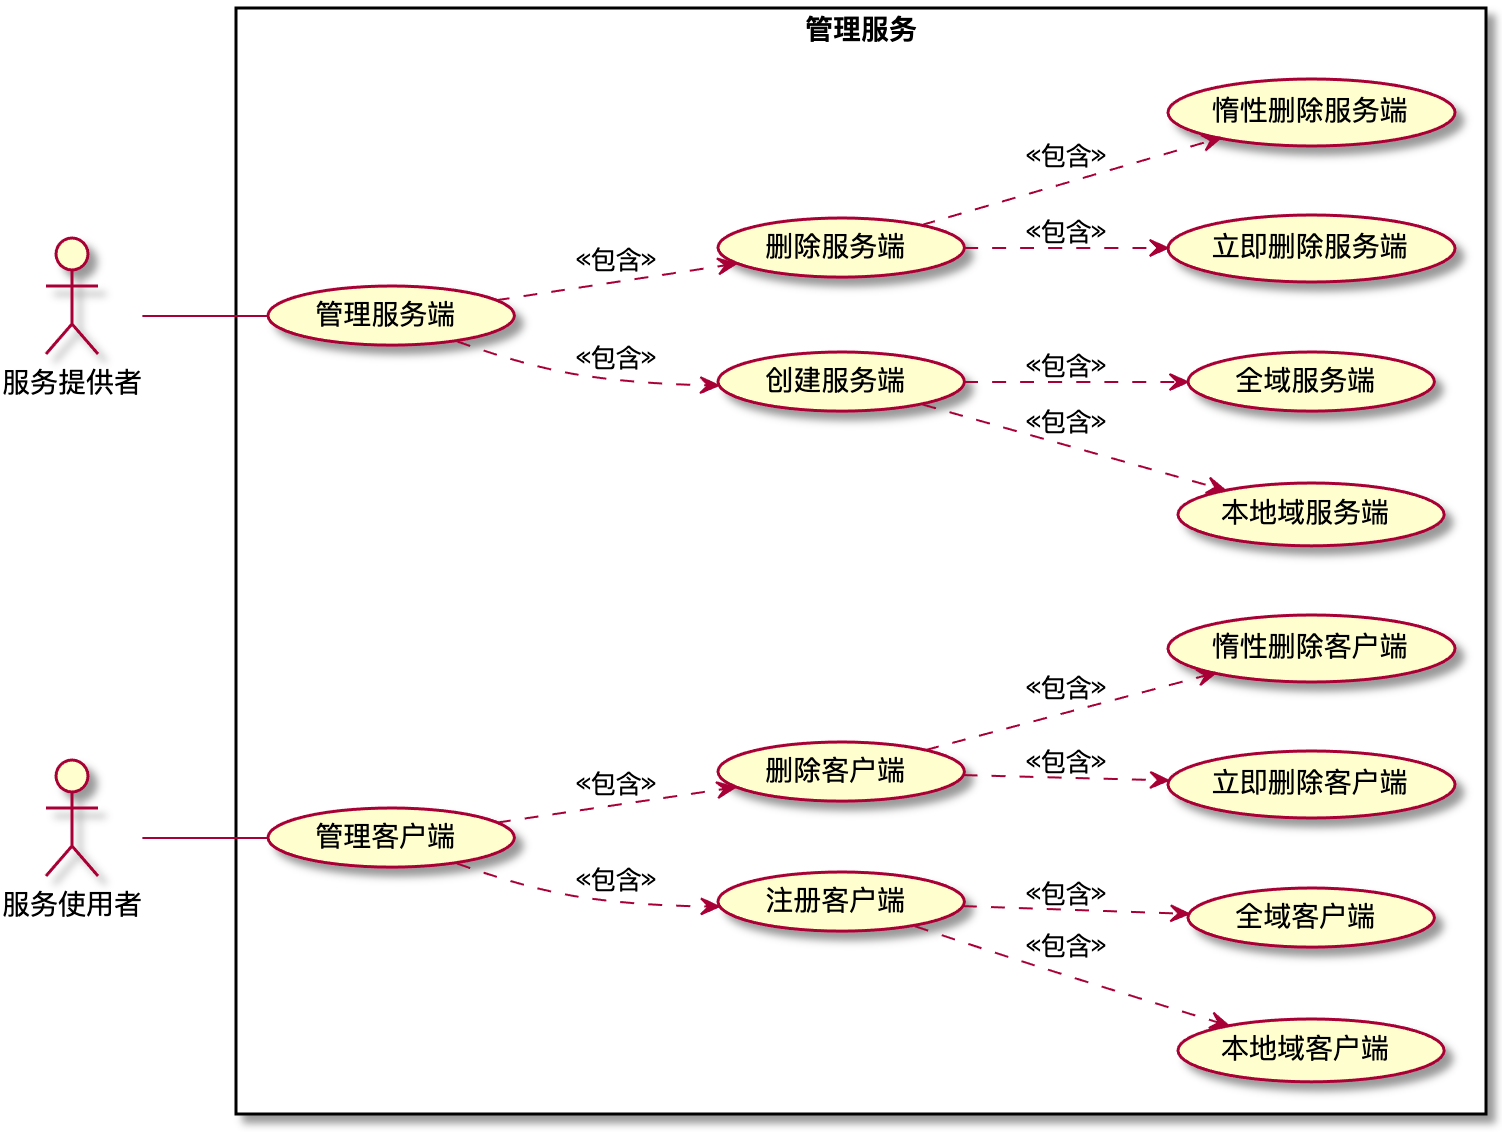 管理服务
惰性删除服务端
«包含»
«包含»
立即删除服务端
删除服务端
«包含»
管理服务端
服务提供者
«包含»
创建服务端
«包含»
全域服务端
«包含»
本地域服务端
惰性删除客户端
«包含»
«包含»
立即删除客户端
删除客户端
«包含»
管理客户端
服务使用者
«包含»
注册客户端
«包含»
全域客户端
«包含»
本地域客户端